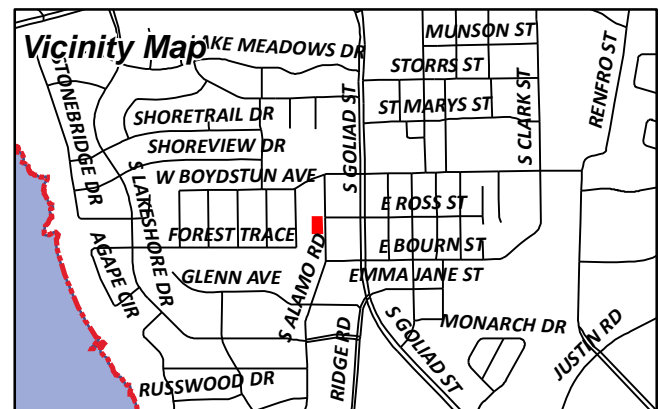 Vicinity Map
AKE MEADOWS DR
MUNSON ST
STORRS ST
ST MARYS ST
S GOLIAD ST
S CLARK ST
RENFRO ST
STONEBRIDGE DR
SHORETRAIL DR
SHOREVIEW DR
W BOYDSTUN AVE
S LAKESHORE DR
E ROSS ST
FOREST TRACE
E BOURN ST
AGAPE CIR
GLENN AVE
S ALAMO RD
EMMA JANE ST
S GOLIAD ST
MONARCH DR
JUSTIN RD
RIDGE RD
RUSSWOOD DR